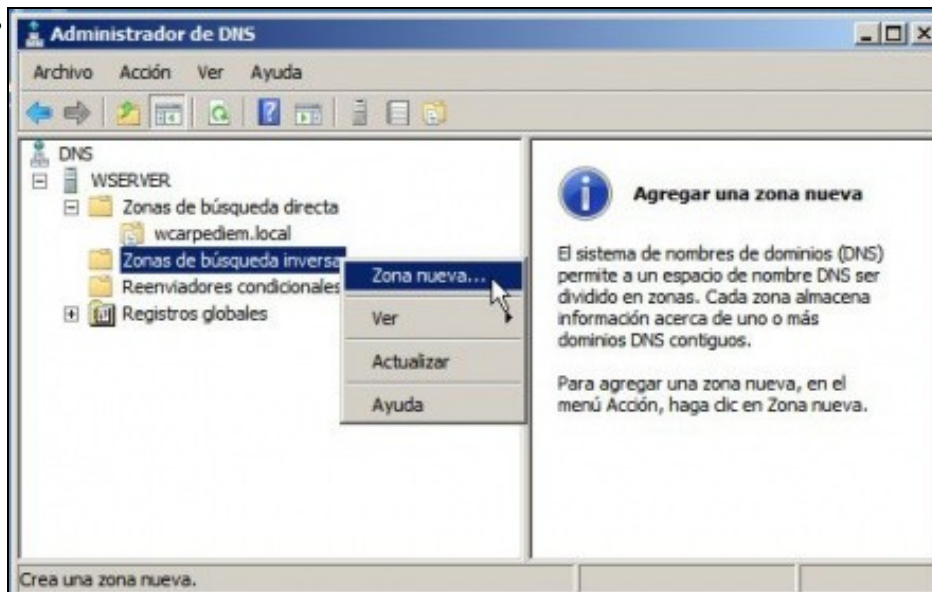 Administrador de DNS
Archivo Acción Ver Ayuda
DNS
WSERVER
Zonas de búsqueda directa
wcarpediem.local
Zonas de búsqueda inversa
Reenviadores condicionales
Registros globales
Zona nueva...
Ver
Actualizar
Ayuda
Agregar una zona nueva
El sistema de nombres de dominios (DNS)
permite a un espacio de nombre DNS ser
dividido en zonas. Cada zona almacena
información acerca de uno o más
dominios DNS contiguos.
Para agregar una zona nueva, en el
menú Acción, haga clic en Zona nueva.
Crea una zona nueva.